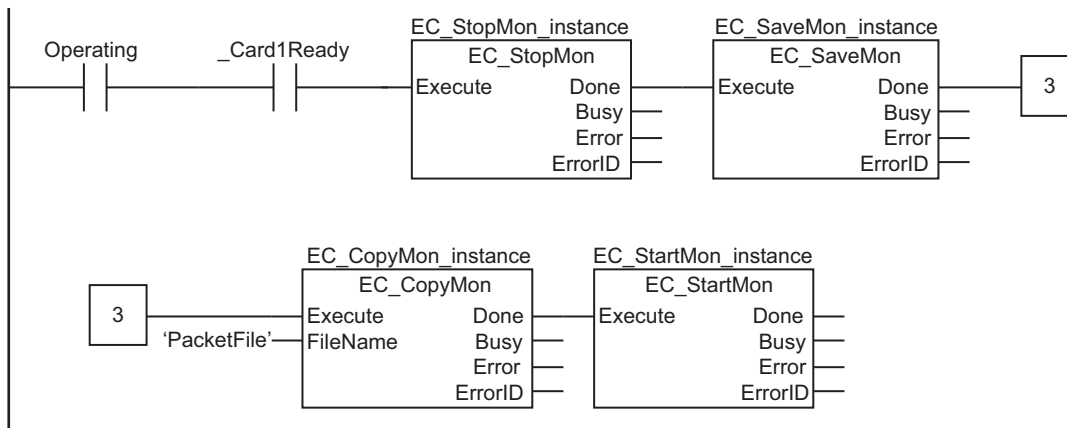 EC_StopMon_instance EC_SaveMon_instance
Operating _Card1Ready EC_StopMon EC_SaveMon
Execute Done Execute Done 3
Busy Busy
Error Error
ErrorID ErrorID
EC_CopyMon_instance EC_StartMon_instance
EC_CopyMon EC_StartMon
3 Execute Done Execute Done
‘PacketFile’ FileName Busy Busy
Error Error
ErrorID ErrorID